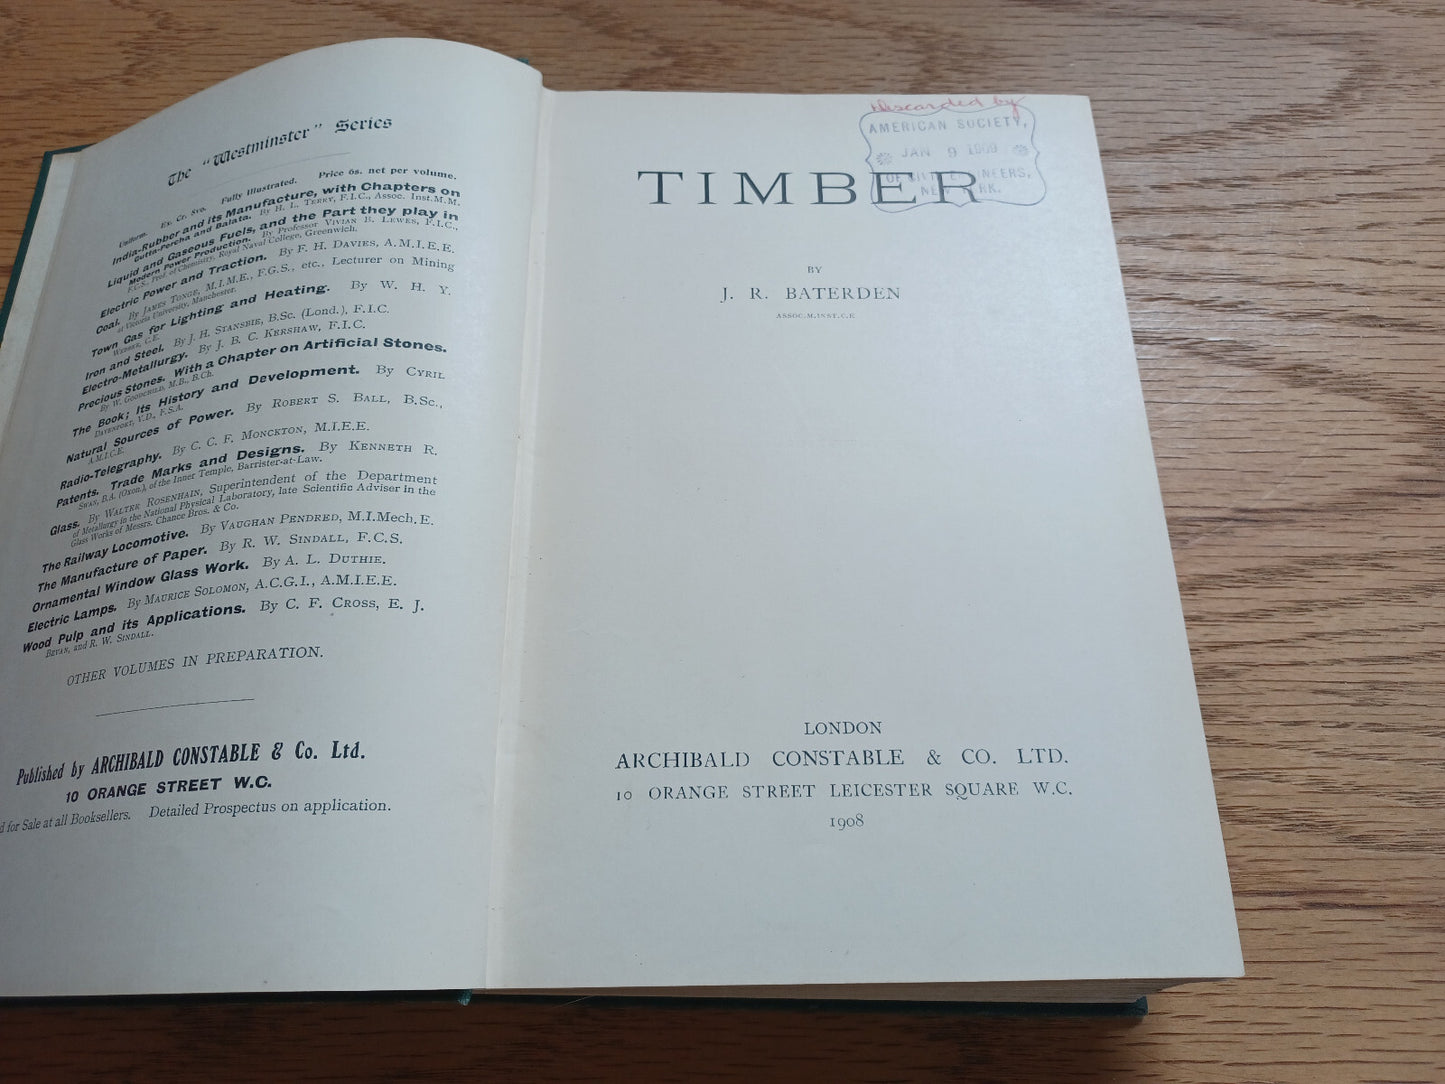 The "Westminster" Series
Uniform. Ex. Cr. 8vo. Fully Illustrated. Price 6s. net per volume.
India-Rubber and its Manufacture, with Chapters on
Gutta-Percha and Balata. By H. L. TERRY, F.I.C., Assoc. Inst.M.M.
Liquid and Gaseous Fuels, and the Part they play in
Modern Power Production. By Professor VIVIAN B. LEWES, F.I.C.,
F.C.S., Prof. of Chemistry, Royal Naval College, Greenwich.
Electric Power and Traction. By F. H. DAVIES, A.M.I.E.E.
Coal. By JAMES TONGE, M.I.M.E., F.G.S., etc., Lecturer on Mining
at Victoria University, Manchester.
Town Gas for Lighting and Heating. By W. H. Y.
WEBBER, C.E.
Iron and Steel. By J. H. STANSBIE, B.Sc. (Lond.), F.I.C.
Electro-Metallurgy. By J. B. C. KERSHAW, F.I.C.
Precious Stones. With a Chapter on Artificial Stones.
By W. GOODCHILD, M.B., B.Ch.
The Book; Its History and Development. By CYRIL
DAVENPORT, V.D., F.S.A.
Natural Sources of Power. By ROBERT S. BALL, B.Sc.,
A.M.I.C.E.
Radio-Telegraphy. By C. C. F. MONCKTON, M.I.E.E.
Patents, Trade Marks and Designs. By KENNETH R.
SWAN, B.A. (Oxon.), of the Inner Temple, Barrister-at-Law.
Glass. By WALTER ROSENHAIN, Superintendent of the Department
of Metallurgy in the National Physical Laboratory, late Scientific Adviser in the
Glass Works of Messrs. Chance Bros. & Co.
The Railway Locomotive. By VAUGHAN PENDRED, M.I.Mech.E.
The Manufacture of Paper. By R. W. SINDALL, F.C.S.
Ornamental Window Glass Work. By A. L. DUTHIE.
Electric Lamps. By MAURICE SOLOMON, A.C.G.I., A.M.I.E.E.
Wood Pulp and its Applications. By C. F. CROSS, E. J.
BEVAN, and R. W. SINDALL.
OTHER VOLUMES IN PREPARATION.
Published by ARCHIBALD CONSTABLE & Co. Ltd.
10 ORANGE STREET W.C.
for Sale at all Booksellers. Detailed Prospectus on application.
Discarded by
AMERICAN SOCIETY,
JAN 9 1909
OF CIVIL ENGINEERS,
NEW YORK.
TIMBER
BY
J. R. BATERDEN
ASSOC.M.INST.C.E
LONDON
ARCHIBALD CONSTABLE & CO. LTD.
10 ORANGE STREET LEICESTER SQUARE W.C.
1908